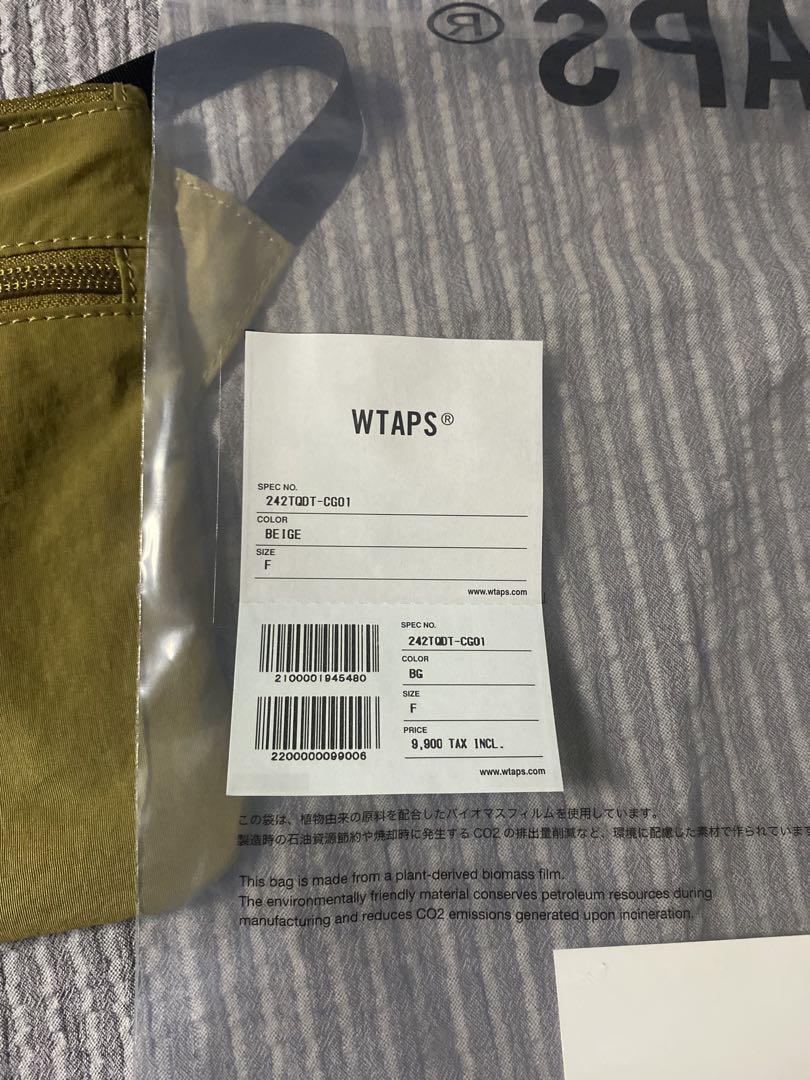 WTAPS®
WTAPS®
SPEC NO.
242TQDT-CG01
COLOR
BEIGE
SIZE
F
www.wtaps.com
2100001945480
2200000099006
SPEC NO.
242TQDT-CG01
COLOR
BG
SIZE
F
PRICE
9,900 TAX INCL.
www.wtaps.com
この袋は、植物由来の原料を配合したバイオマスフィルムを使用しています。
製造時の石油資源節約や焼却時に発生するCO2の排出量削減など、環境に配慮した素材で作られています
This bag is made from a plant-derived biomass film.
The environmentally friendly material conserves petroleum resources during
manufacturing and reduces CO2 emissions generated upon incineration.